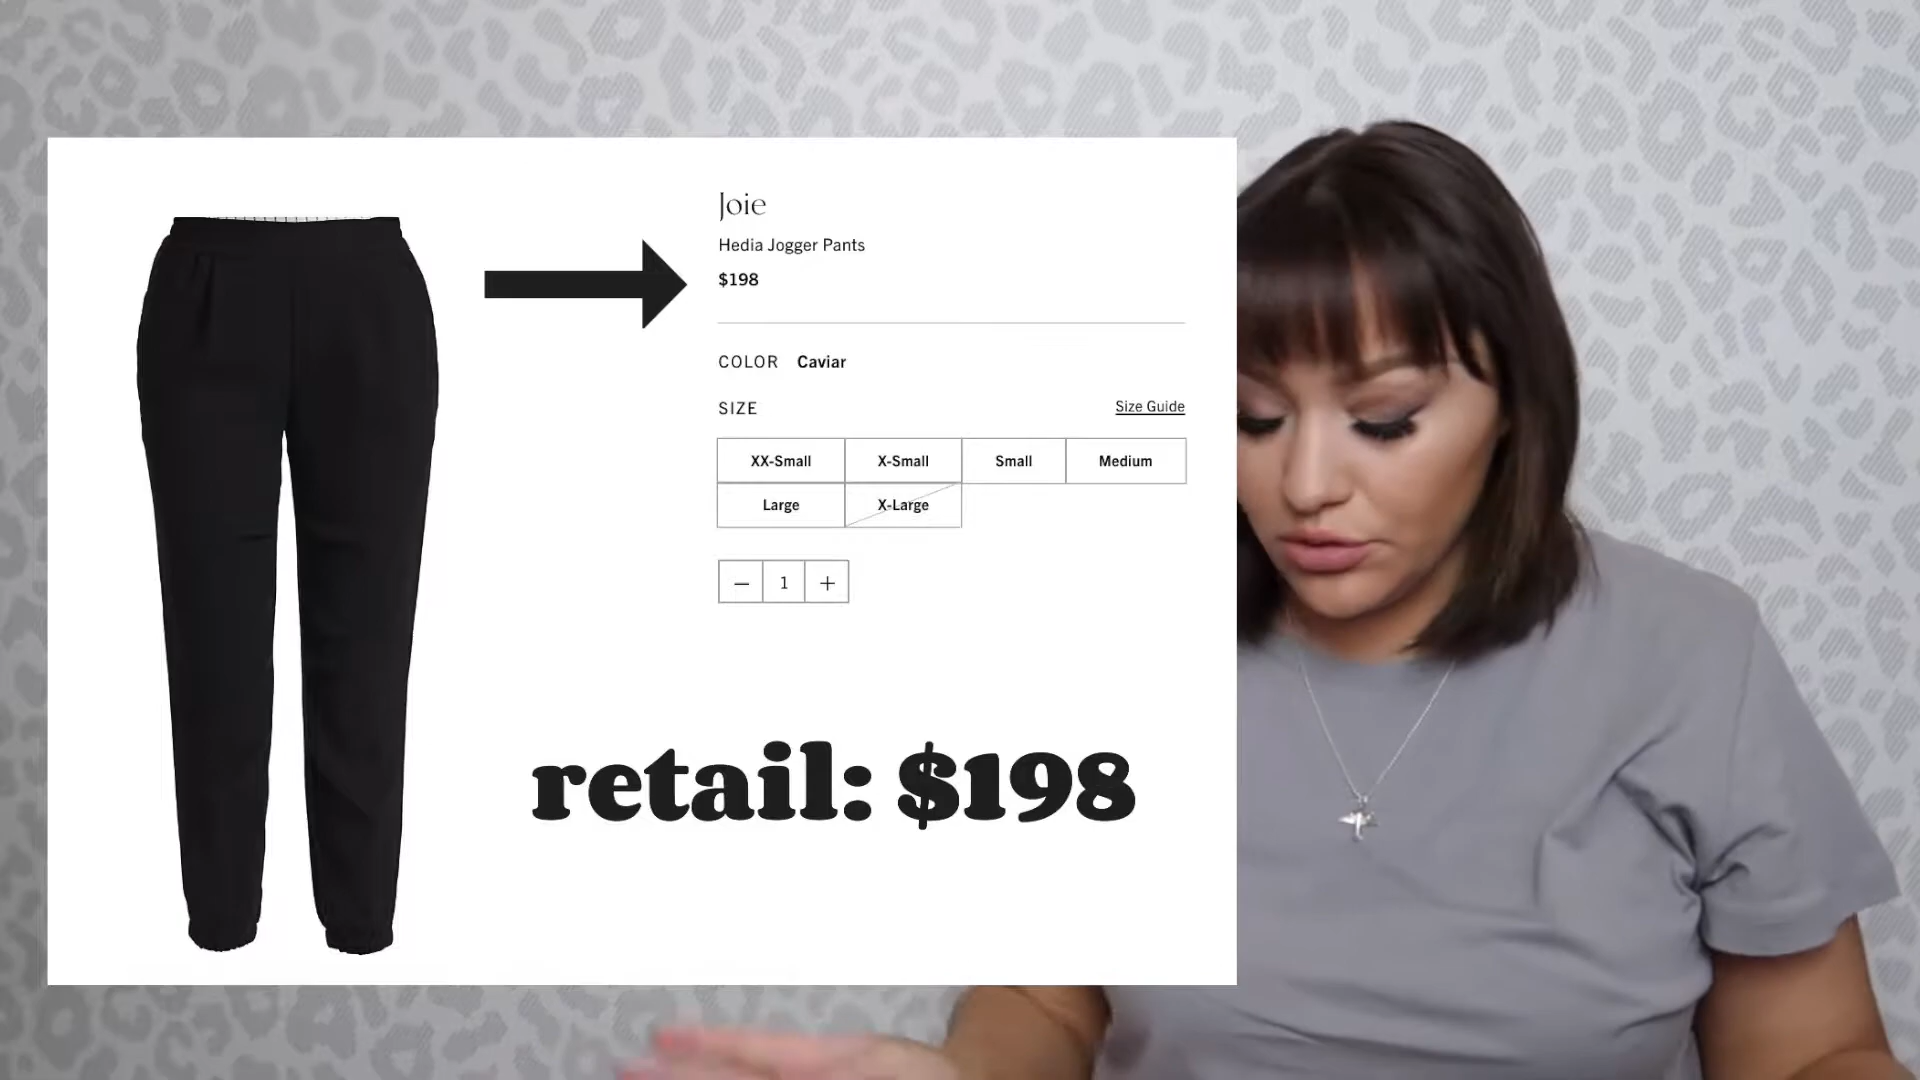 Joie
Hedia Jogger Pants
$198
COLOR Caviar
SIZE Size Guide
XX-Small X-Small Small Medium
Large X-Large
– 1 +
retail: $198